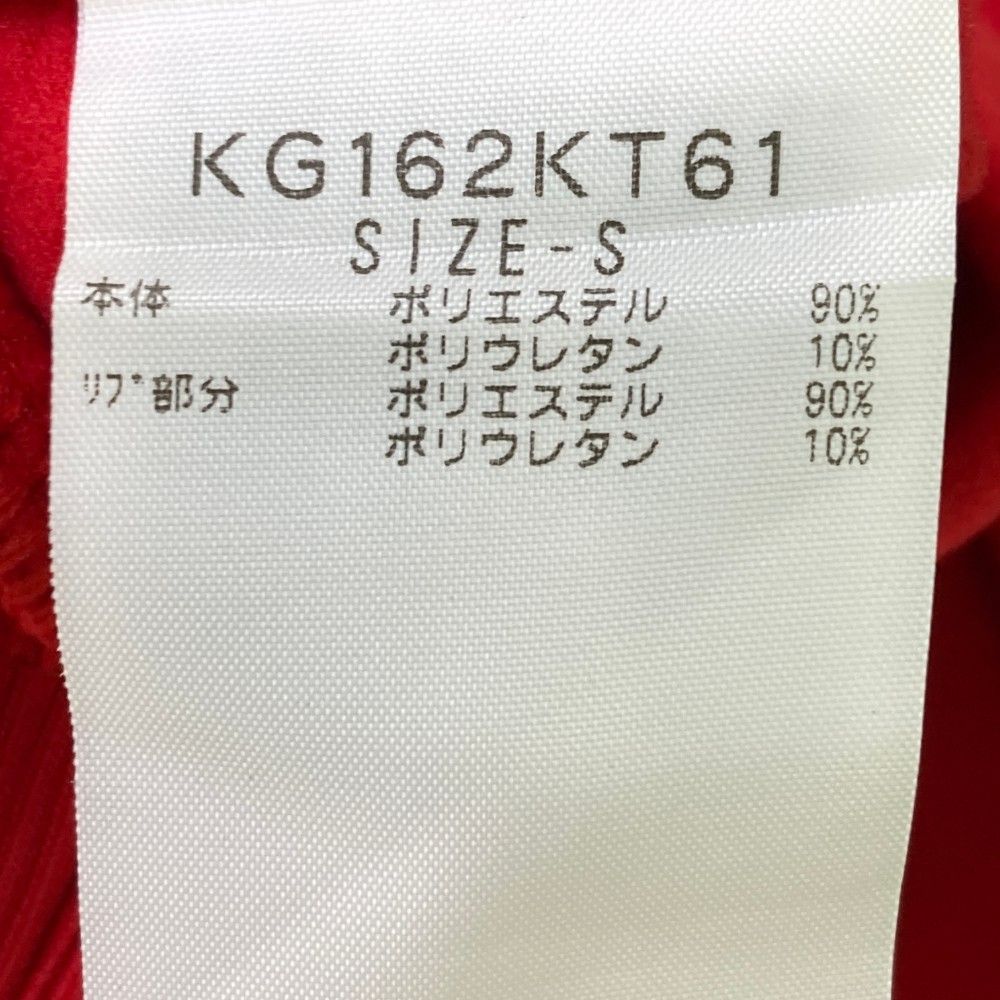 KG162KT61
SIZE-S
本体 ポリエステル 90%
ポリウレタン 10%
ﾘﾌﾞ部分 ポリエステル 90%
ポリウレタン 10%